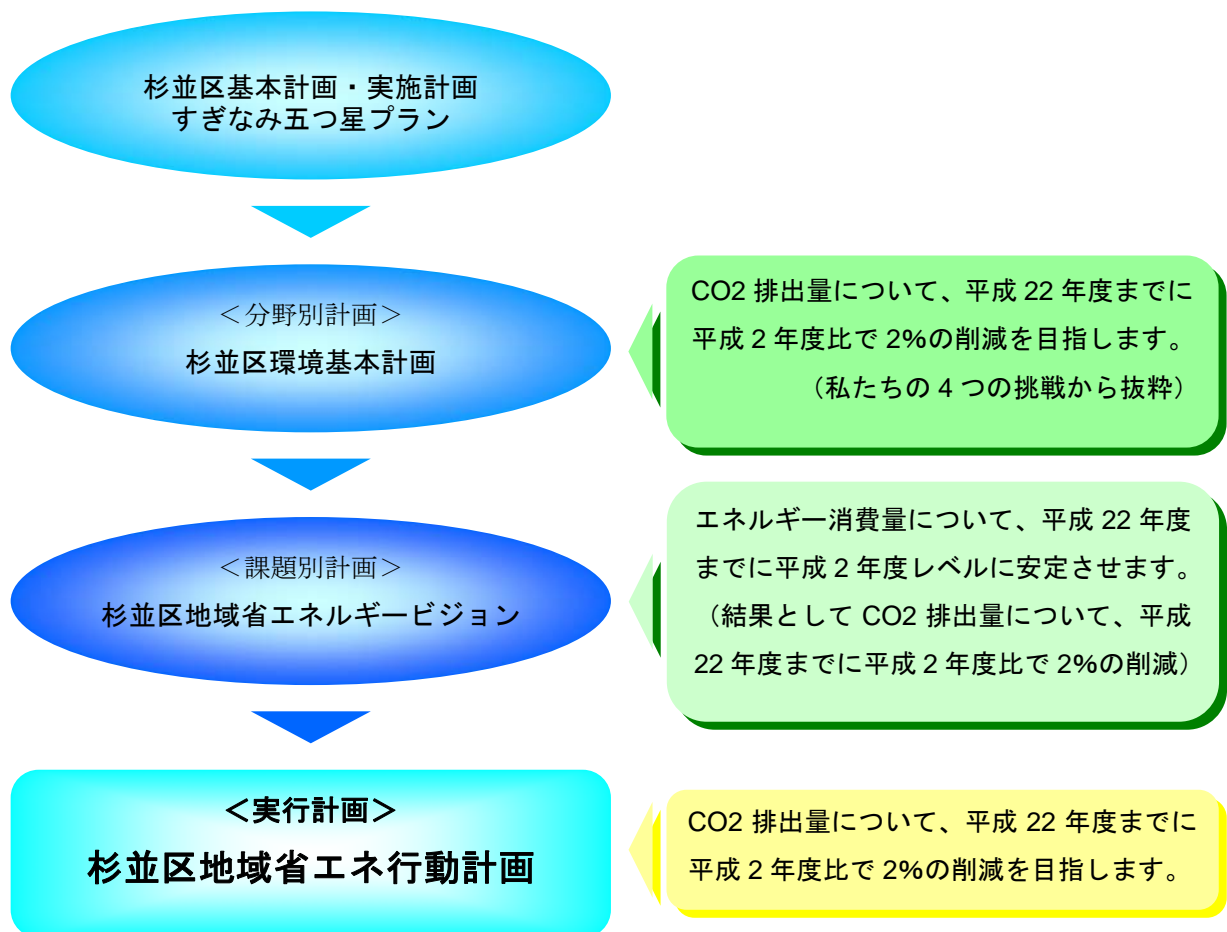 杉並区基本計画・実施計画
すぎなみ五つ星プラン
＜分野別計画＞
杉並区環境基本計画
CO2 排出量について、平成 22 年度までに
平成 2 年度比で 2%の削減を目指します。
（私たちの 4 つの挑戦から抜粋）
＜課題別計画＞
杉並区地域省エネルギービジョン
エネルギー消費量について、平成 22 年度
までに平成 2 年度レベルに安定させます。
（結果として CO2 排出量について、平成
22 年度までに平成 2 年度比で 2%の削減）
＜実行計画＞
杉並区地域省エネ行動計画
CO2 排出量について、平成 22 年度までに
平成 2 年度比で 2%の削減を目指します。